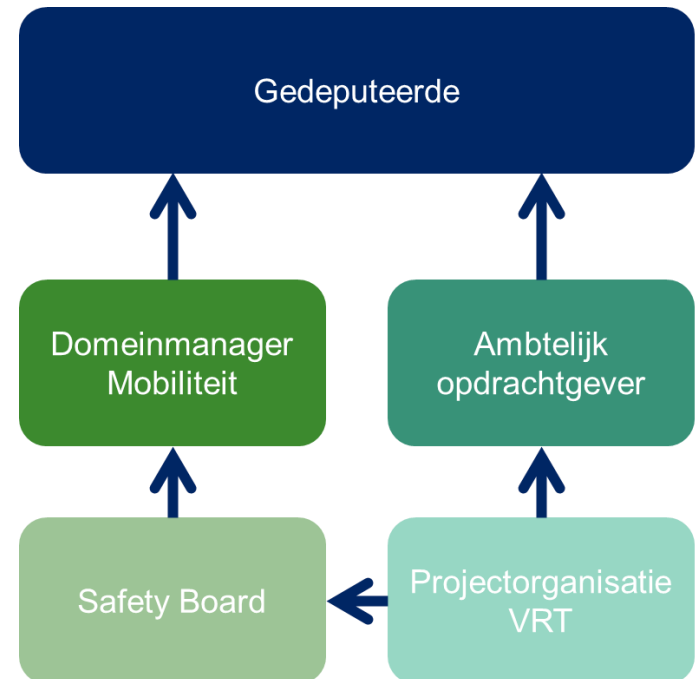 Gedeputeerde
Domeinmanager
Mobiliteit
Ambtelijk
opdrachtgever
Safety Board
Projectorganisatie
VRT